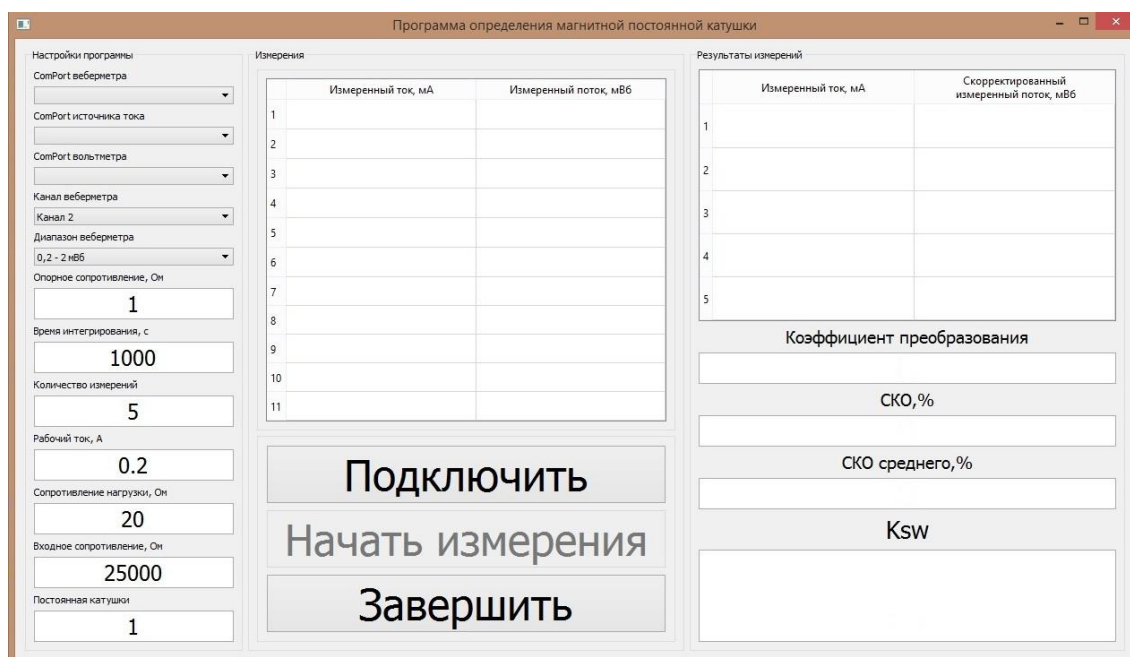 Программа определения магнитной постоянной катушки
Настройки программы
ComPort веберметра
ComPort источника тока
ComPort вольтметра
Канал веберметра
Канал 2
Диапазон веберметра
0,2 - 2 мВб
Опорное сопротивление, Ом
1
Время интегрирования, с
1000
Количество измерений
5
Рабочий ток, А
0.2
Сопротивление нагрузки, Ом
20
Входное сопротивление, Ом
25000
Постоянная катушки
1
Измерения
Измеренный ток, мА Измеренный поток, мВб
1
2
3
4
5
6
7
8
9
10
11
Подключить
Начать измерения
Завершить
Результаты измерений
Измеренный ток, мА
Скорректированный
измеренный поток, мВб
1
2
3
4
5
Коэффициент преобразования
СКО,%
СКО среднего,%
Ksw